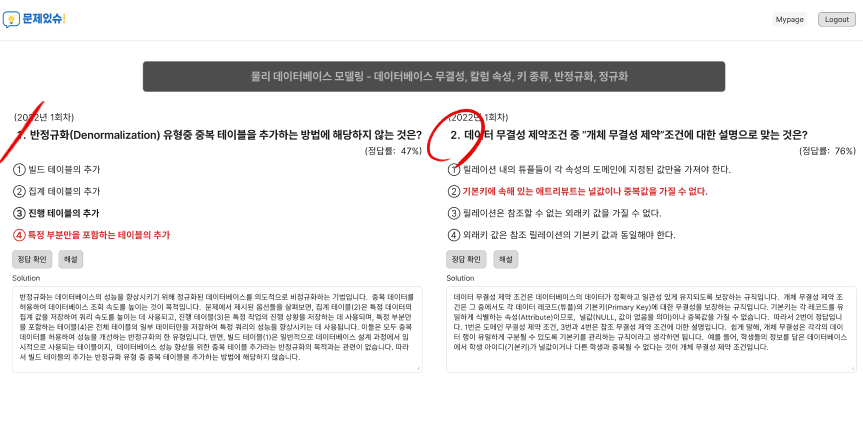 문제있슈!
Mypage
Logout
물리 데이터베이스 모델링 - 데이터베이스 무결성, 칼럼 속성, 키 종류, 반정규화, 정규화
(2022년 1회차)
1. 반정규화(Denormalization) 유형중 중복 테이블을 추가하는 방법에 해당하지 않는 것은?
(정답률: 47%)
① 빌드 테이블의 추가
② 집계 테이블의 추가
③ 진행 테이블의 추가
④ 특정 부분만을 포함하는 테이블의 추가
정답 확인
해설
Solution
반정규화는 데이터베이스의 성능을 향상시키기 위해 정규화된 데이터베이스를 의도적으로 비정규화하는 기법입니다. 중복 데이터를
허용하여 데이터베이스 조회 속도를 높이는 것이 목적입니다. 문제에서 제시된 옵션들을 살펴보면, 집계 테이블(2)은 특정 데이터의
집계 값을 저장하여 쿼리 속도를 높이는 데 사용되고, 진행 테이블(3)은 특정 작업의 진행 상황을 저장하는 데 사용되며, 특정 부분만
을 포함하는 테이블(4)은 전체 테이블의 일부 데이터만을 저장하여 특정 쿼리의 성능을 향상시키는 데 사용됩니다. 이들은 모두 중복
데이터를 허용하여 성능을 개선하는 반정규화의 한 유형입니다. 반면, 빌드 테이블(1)은 일반적으로 데이터베이스 설계 과정에서 임
시적으로 사용되는 테이블이지, 데이터베이스 성능 향상을 위한 중복 테이블 추가라는 반정규화의 목적과는 관련이 없습니다. 따라
서 빌드 테이블의 추가는 반정규화 유형 중 중복 테이블을 추가하는 방법에 해당하지 않습니다.
(2022년 1회차)
2. 데이터 무결성 제약조건 중 "개체 무결성 제약"조건에 대한 설명으로 맞는 것은?
(정답률: 76%)
① 릴레이션 내의 튜플들이 각 속성의 도메인에 지정된 값만을 가져야 한다.
② 기본키에 속해 있는 애트리뷰트는 널값이나 중복값을 가질 수 없다.
③ 릴레이션은 참조할 수 없는 외래키 값을 가질 수 없다.
④ 외래키 값은 참조 릴레이션의 기본키 값과 동일해야 한다.
정답 확인
해설
Solution
데이터 무결성 제약 조건은 데이터베이스의 데이터가 정확하고 일관성 있게 유지되도록 보장하는 규칙입니다. 개체 무결성 제약 조
건은 그 중에서도 각 데이터 레코드(튜플)의 기본키(Primary Key)에 대한 무결성을 보장하는 규칙입니다. 기본키는 각 레코드를 유
일하게 식별하는 속성(Attribute)이므로, 널값(NULL, 값이 없음을 의미)이나 중복값을 가질 수 없습니다. 따라서 2번이 정답입니
다. 1번은 도메인 무결성 제약 조건, 3번과 4번은 참조 무결성 제약 조건에 대한 설명입니다. 쉽게 말해, 개체 무결성은 각각의 데이
터 행이 유일하게 구분될 수 있도록 기본키를 관리하는 규칙이라고 생각하면 됩니다. 예를 들어, 학생들의 정보를 담은 데이터베이스
에서 학생 아이디(기본키)가 널값이거나 다른 학생과 중복될 수 없다는 것이 개체 무결성 제약 조건입니다.